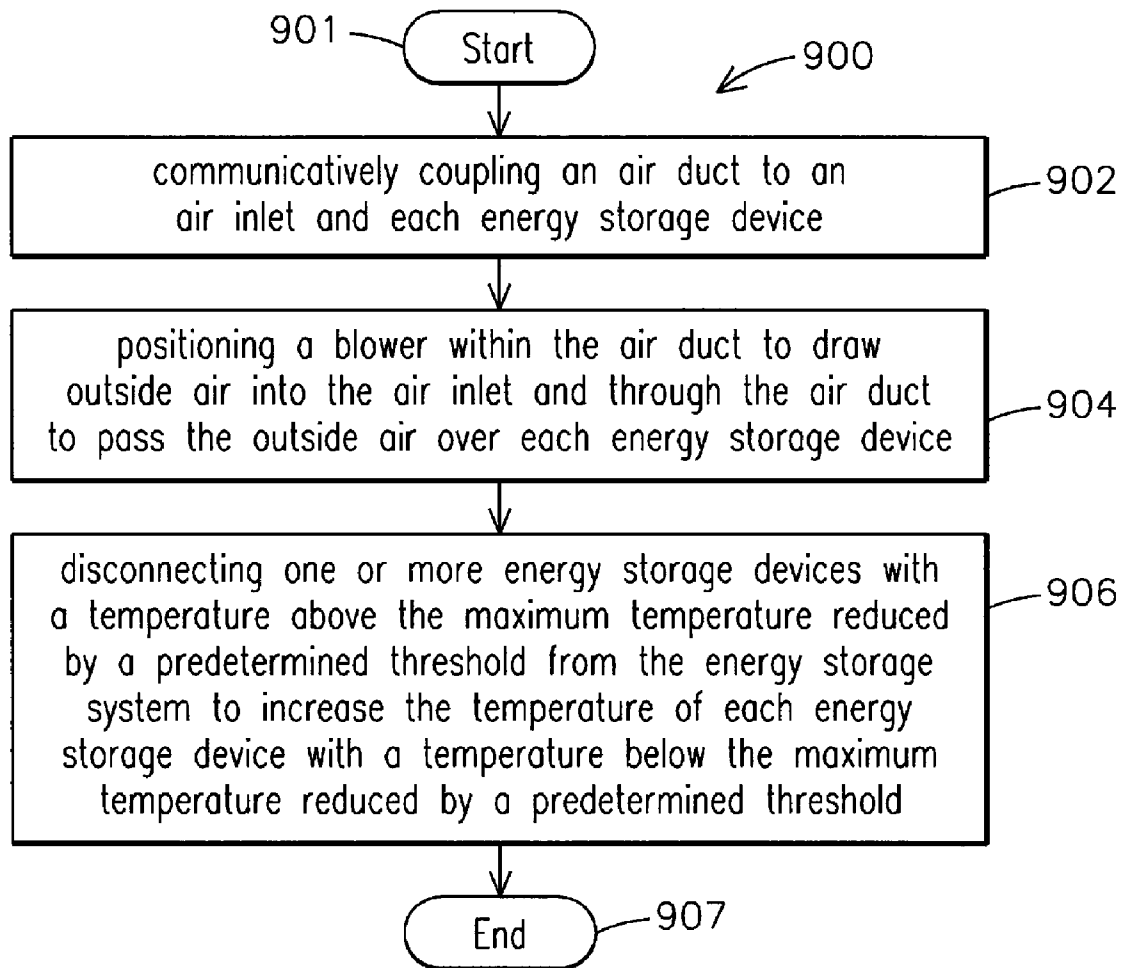 901
Start
900
communicatively coupling an air duct to an
air inlet and each energy storage device
902
positioning a blower within the air duct to draw
outside air into the air inlet and through the air duct
to pass the outside air over each energy storage device
904
disconnecting one or more energy storage devices with
a temperature above the maximum temperature reduced
by a predetermined threshold from the energy storage
system to increase the temperature of each energy
storage device with a temperature below the maximum
temperature reduced by a predetermined threshold
906
End
907